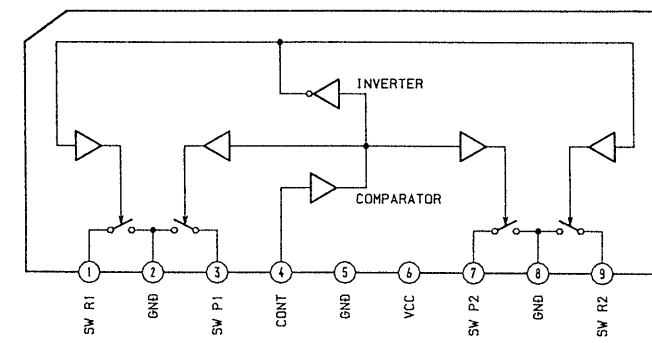 INVERTER
COMPARATOR
1 2 3 4 5 6 7 8 9
SW R1
GND
SW P1
CONT
GND
VCC
SW P2
GND
SW R2